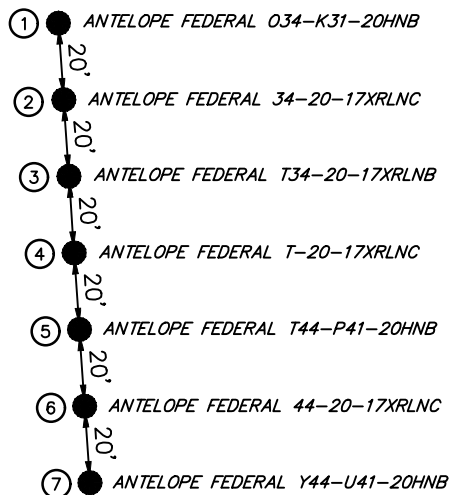 1 ANTELOPE FEDERAL O34-K31-20HNB
20'
2 ANTELOPE FEDERAL 34-20-17XRLNC
20'
3 ANTELOPE FEDERAL T34-20-17XRLNB
20'
4 ANTELOPE FEDERAL T-20-17XRLNC
20'
5 ANTELOPE FEDERAL T44-P41-20HNB
20'
6 ANTELOPE FEDERAL 44-20-17XRLNC
20'
7 ANTELOPE FEDERAL Y44-U41-20HNB